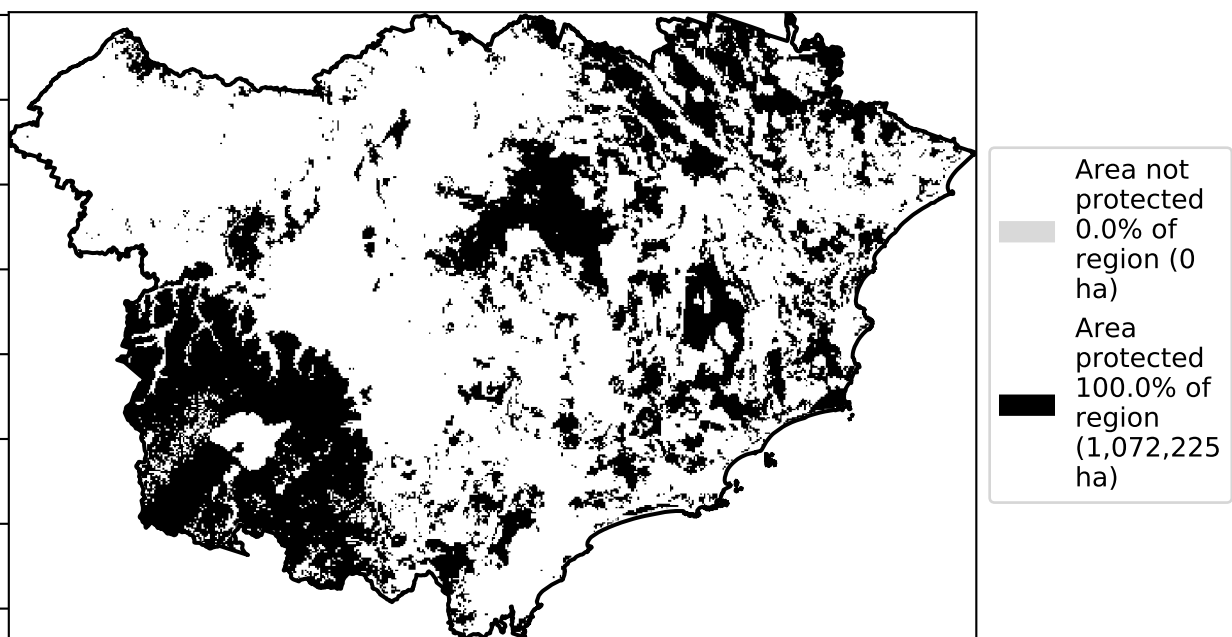 Area not
protected
0.0% of
region (0
ha)
Area
protected
100.0% of
region
(1,072,225
ha)